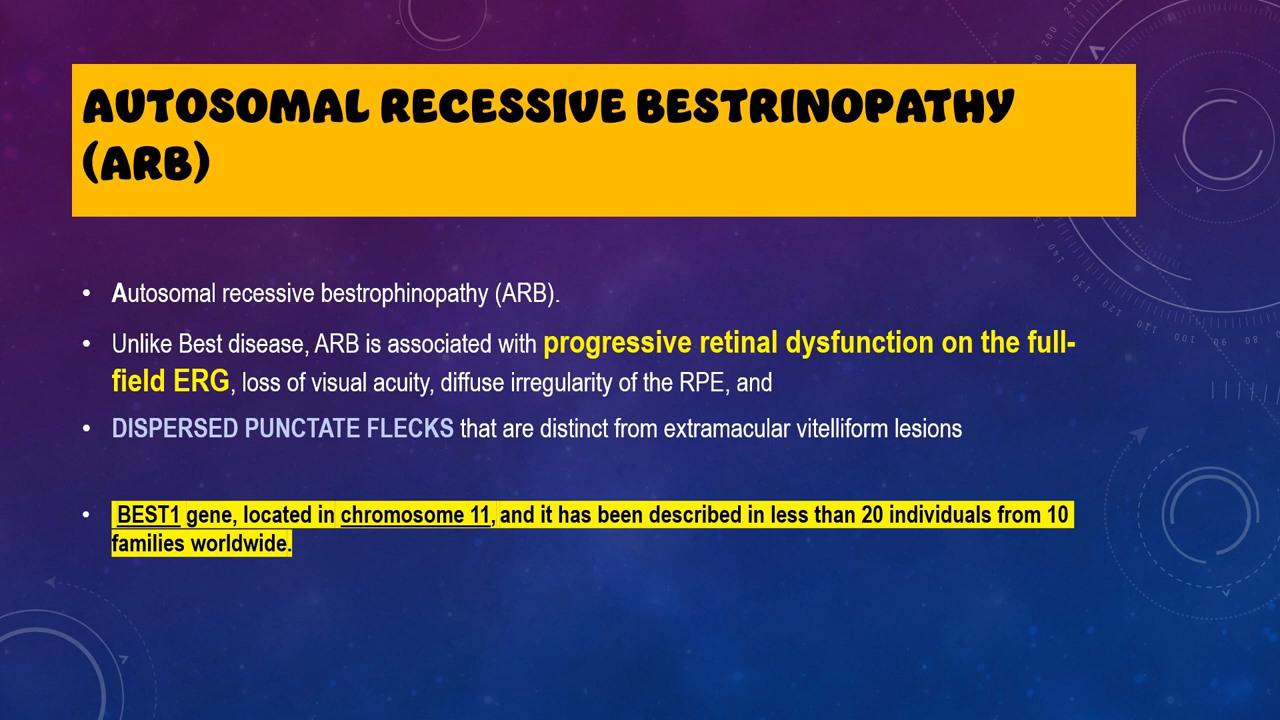 AUTOSOMAL RECESSIVE BESTRINOPATHY
(ARB)
• Autosomal recessive bestrophinopathy (ARB).
• Unlike Best disease, ARB is associated with progressive retinal dysfunction on the full-
field ERG, loss of visual acuity, diffuse irregularity of the RPE, and
• DISPERSED PUNCTATE FLECKS that are distinct from extramacular vitelliform lesions
• BEST1 gene, located in chromosome 11, and it has been described in less than 20 individuals from 10
families worldwide.